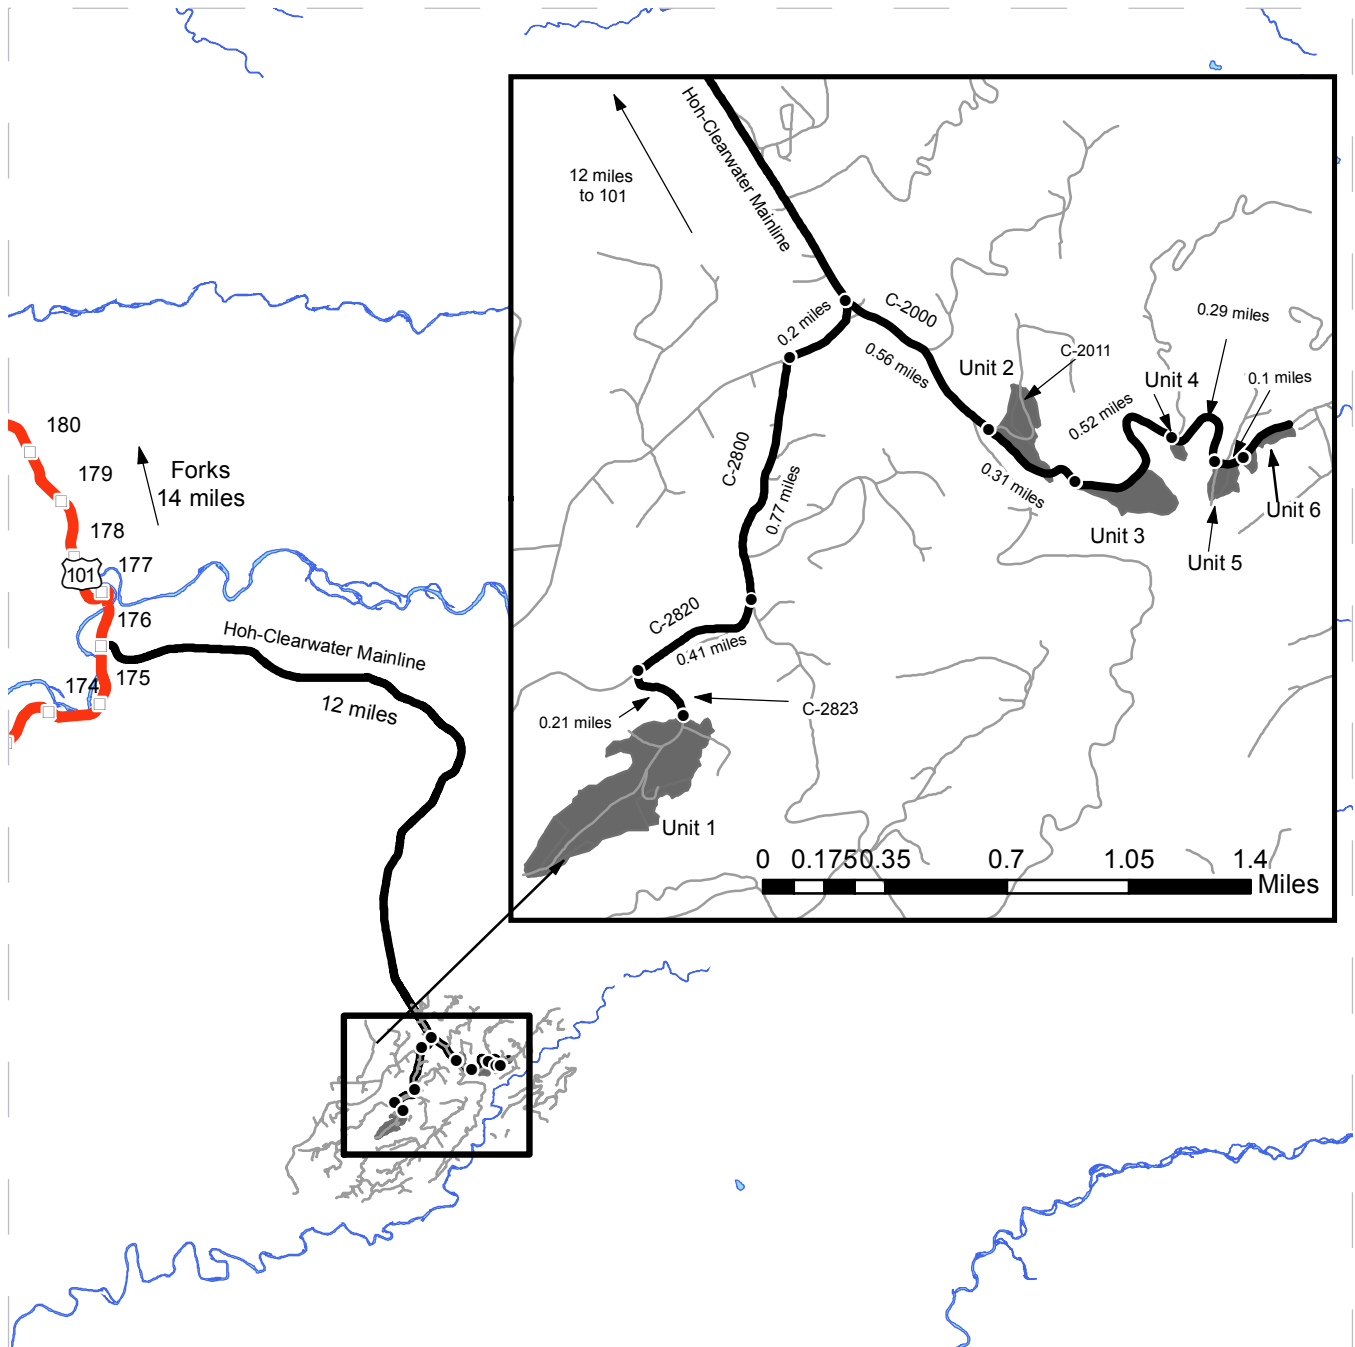 Hoh-Clearwater Mainline
12 miles
to 101
0.2 miles
C-2000
0.56 miles
0.29 miles
Unit 2
C-2011
Unit 4
0.1 miles
0.52 miles
C-2800
0.77 miles
0.31 miles
Unit 3
Unit 6
Unit 5
C-2820
0.41 miles
0.21 miles
C-2823
Unit 1
0 0.1750.35 0.7 1.05 1.4
Miles
180
179
Forks
14 miles
178
177
101
176
Hoh-Clearwater Mainline
175
174
12 miles